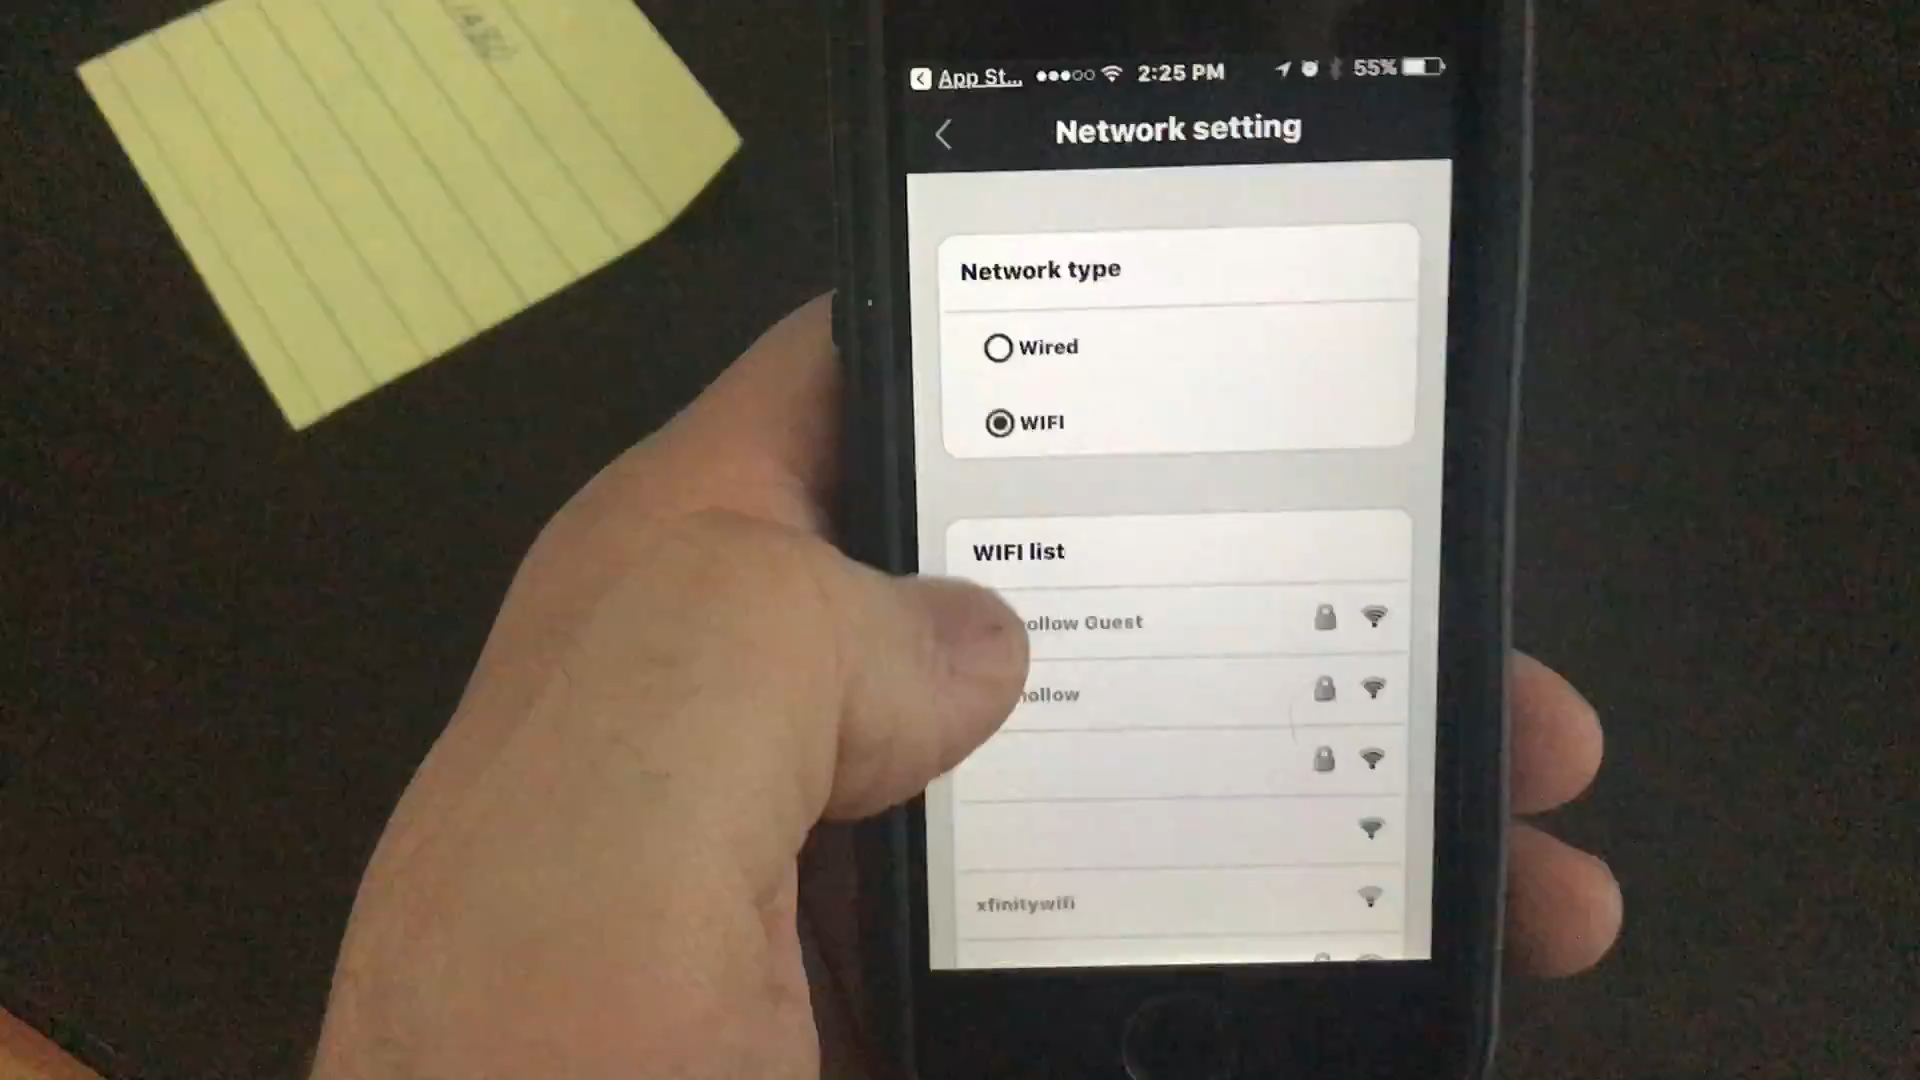 App St... 2:25 PM 55%
Network setting
Network type
Wired
WIFI
WIFI list
ollow Guest
ollow
xfinitywifi